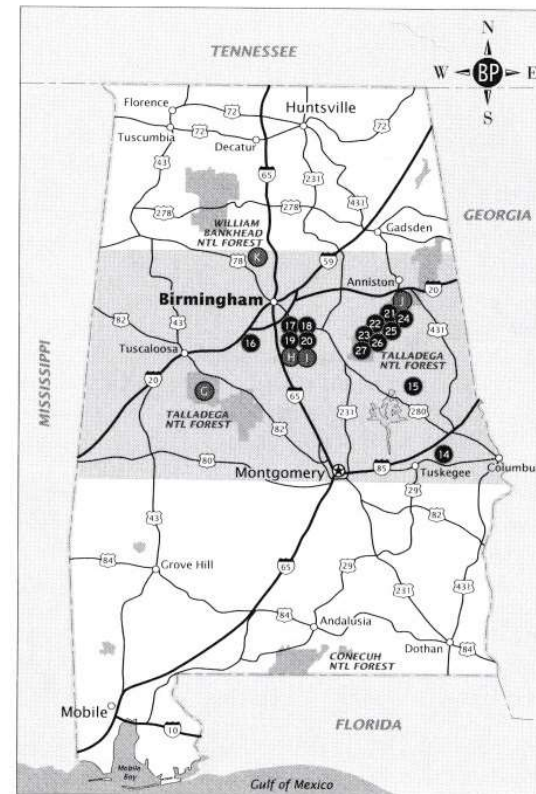 TENNESSEE
N
W BP E
S
Florence
72
Huntsville
Tuscumbia
72
Decatur
72
43
65
231
431
278
278
WILLIAM
BANKHEAD
NTL FOREST
Gadsden
GEORGIA
K
78
59
Anniston
20
Birmingham
J
82
43
17 18
21
22 24
431
16
19 20
23 25
26
Tuscaloosa
H I
27
TALLADEGA
NTL FOREST
20
15
MISSISSIPPI
G
65
TALLADEGA
NTL FOREST
231
280
82
14
80
Montgomery
85
Tuskegee
Columbu
29
43
82
84
65
Grove Hill
29
231
431
84
Andalusia
Dothan
84
CONECUH
NTL FOREST
Mobile
10
FLORIDA
Mobile
Bay
Gulf of Mexico